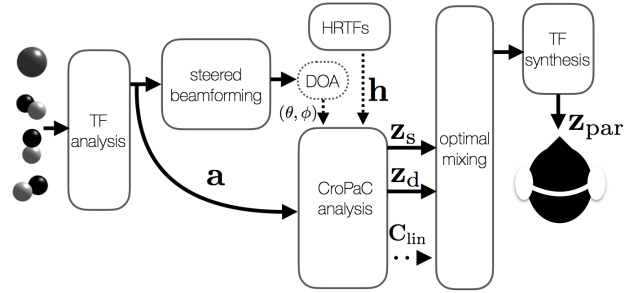 HRTFs
TF
synthesis
steered
beamforming
DOA
TF
analysis
(θ, ϕ)
h
z_s
z_par
optimal
mixing
a
CroPaC
analysis
z_d
C_lin